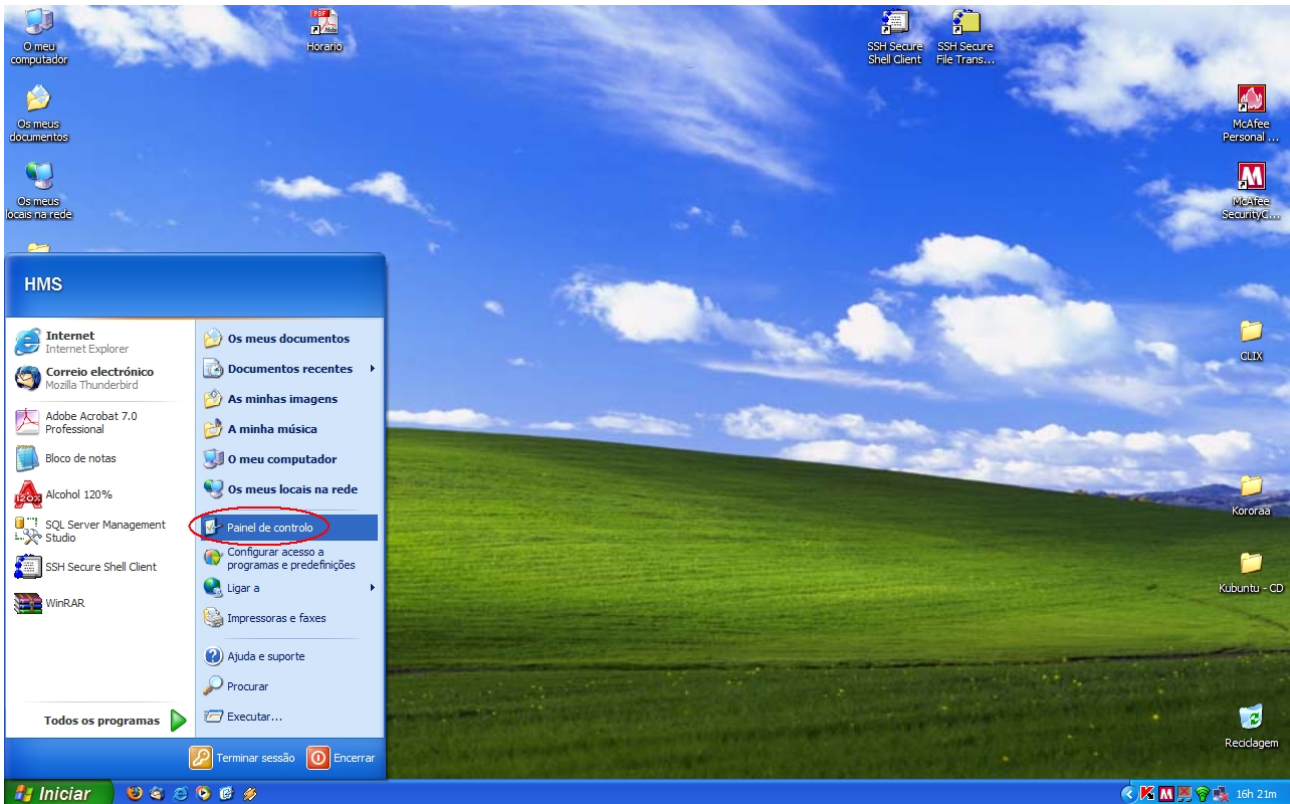 O meu
computador
Horario
SSH Secure
Shell Client
SSH Secure
File Trans...
Os meus
documentos
McAfee
Personal ...
Os meus
locais na rede
McAfee
SecurityC...
HMS
Internet
Internet Explorer
Correio electrónico
Mozilla Thunderbird
Adobe Acrobat 7.0
Professional
Bloco de notas
Alcohol 120%
SQL Server Management
Studio
SSH Secure Shell Client
WinRAR
Todos os programas
Os meus documentos
Documentos recentes
As minhas imagens
A minha música
O meu computador
Os meus locais na rede
Painel de controlo
Configurar acesso a
programas e predefinições
Ligar a
Impressoras e faxes
Ajuda e suporte
Procurar
Executar...
Terminar sessão
Encerrar
CLIX
Kororaa
Kubuntu - CD
Reciclagem
Iniciar
16h 21m